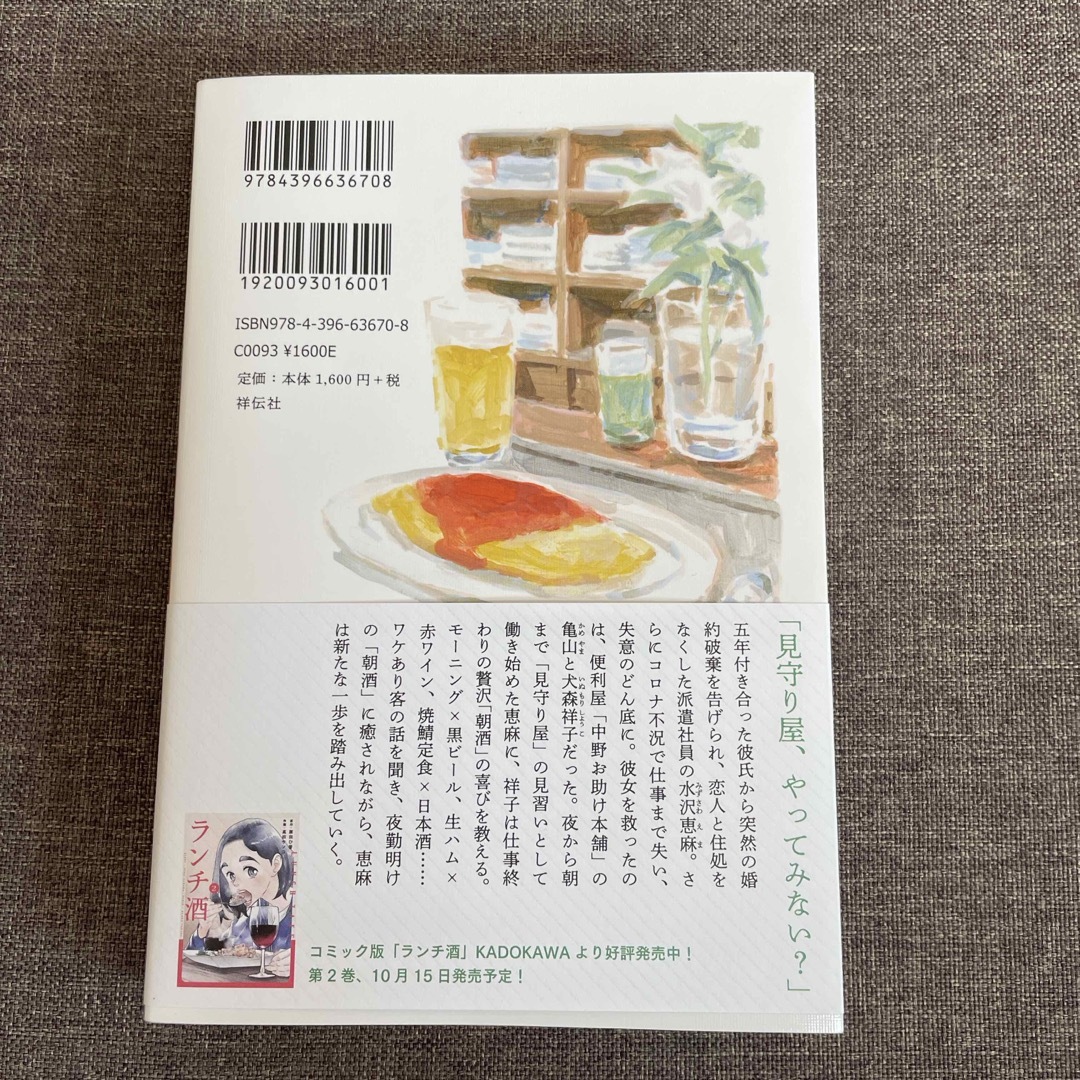 9784396636708
1920093016001
ISBN978-4-396-63670-8
C0093 ¥1600E
定価：本体 1,600 円＋税
祥伝社
「見守り屋、やってみない？」
五年付き合った彼氏から突然の婚
約破棄を告げられ、恋人と住処を
なくした派遣社員の水沢恵麻。さ
らにコロナ不況で仕事まで失い、
失意のどん底に。彼女を救ったの
は、便利屋「中野お助け本舗」の
亀山と犬森祥子だった。夜から朝
まで「見守り屋」の見習いとして
働き始めた恵麻に、祥子は仕事終
わりの贅沢「朝酒」の喜びを教える。
モーニング×黒ビール、生ハム×
赤ワイン、焼鯖定食×日本酒……
ワケあり客の話を聞き、夜勤明け
の「朝酒」に癒されながら、恵麻
は新たな一歩を踏み出していく。
ランチ酒
コミック版「ランチ酒」KADOKAWA より好評発売中！
第２巻、10月15日発売予定！